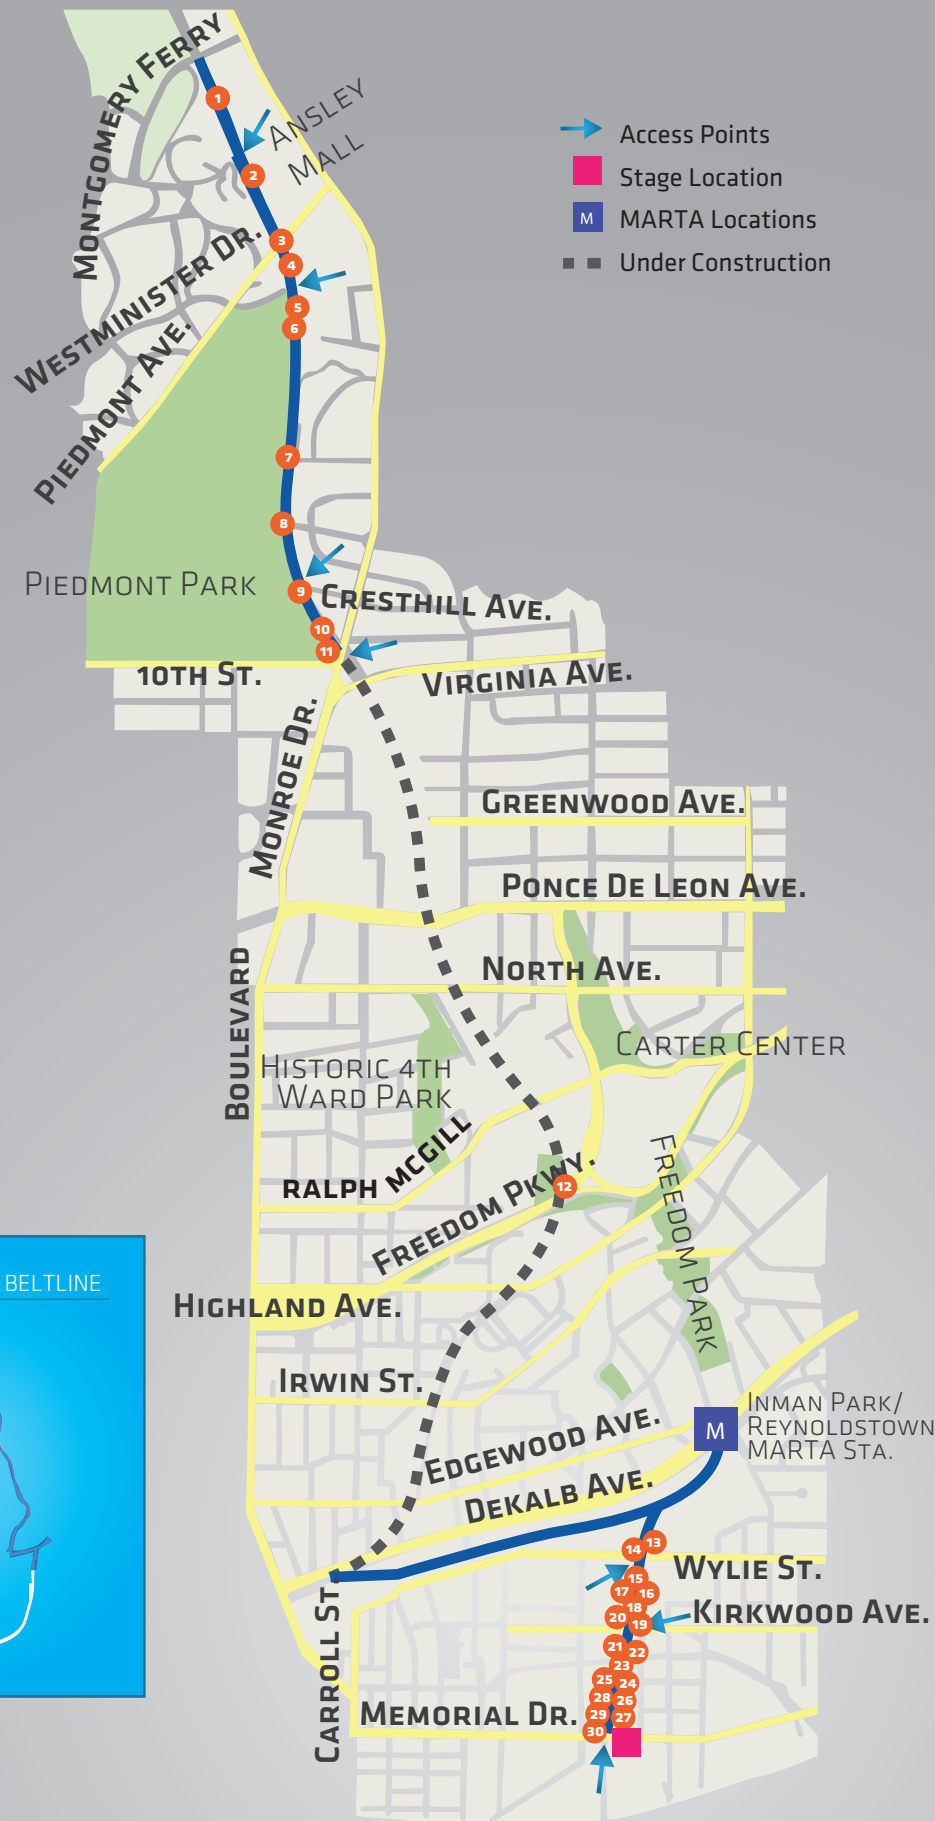 Montgomery Ferry
1
Ansley
Mall
Access Points
Stage Location
M
MARTA Locations
Under Construction
2
3
Westminister Dr.
4
5
6
Piedmont Ave.
7
8
Piedmont Park
9
Cresthill Ave.
10
11
10th St.
Virginia Ave.
Monroe Dr.
Greenwood Ave.
Ponce De Leon Ave.
North Ave.
Boulevard
Carter Center
Historic 4th
Ward Park
Ralph McGill
Freedom Pkwy.
12
Freedom Park
BELTLINE
Highland Ave.
Irwin St.
M
Inman Park/
Reynoldstown
MARTA Sta.
Edgewood Ave.
DeKalb Ave.
13
14
Wylie St.
15
17
16
18
20
19
Kirkwood Ave.
21
22
23
25
24
28
26
29
27
30
Carroll St
Memorial Dr.